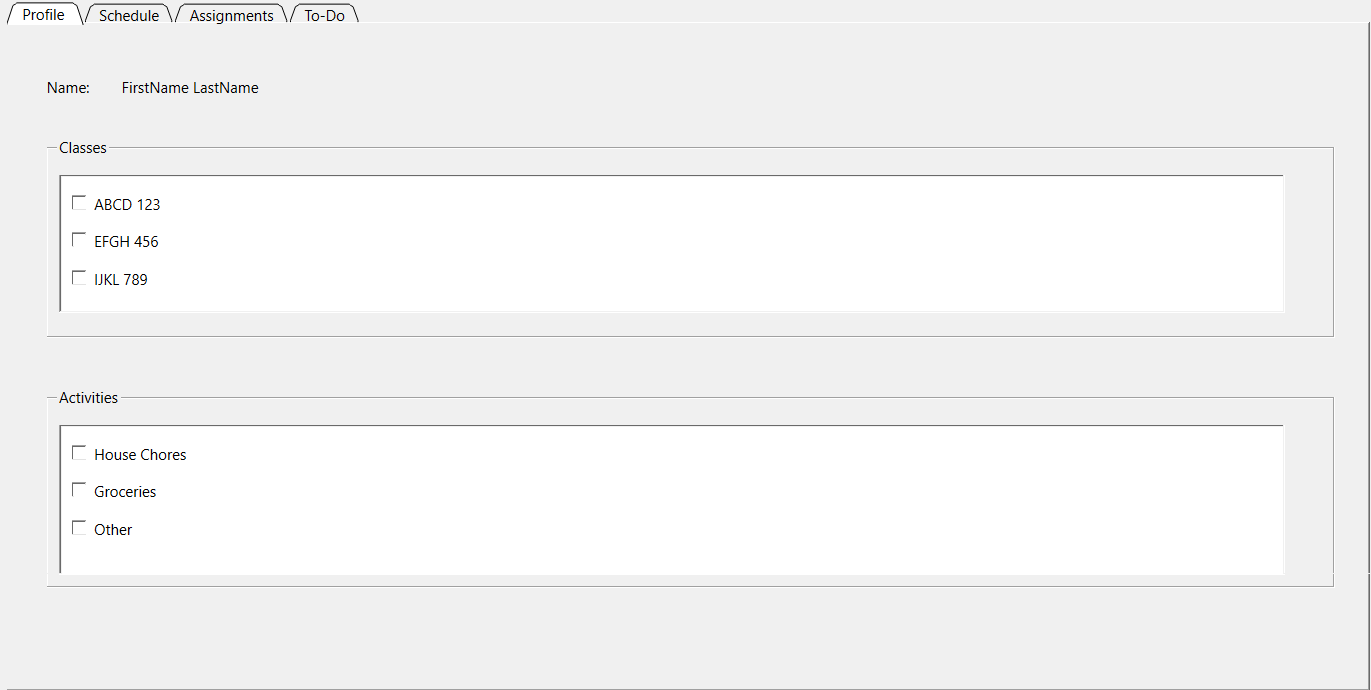 Profile Schedule Assignments To-Do
Name: FirstName LastName
Classes
ABCD 123
EFGH 456
IJKL 789
Activities
House Chores
Groceries
Other